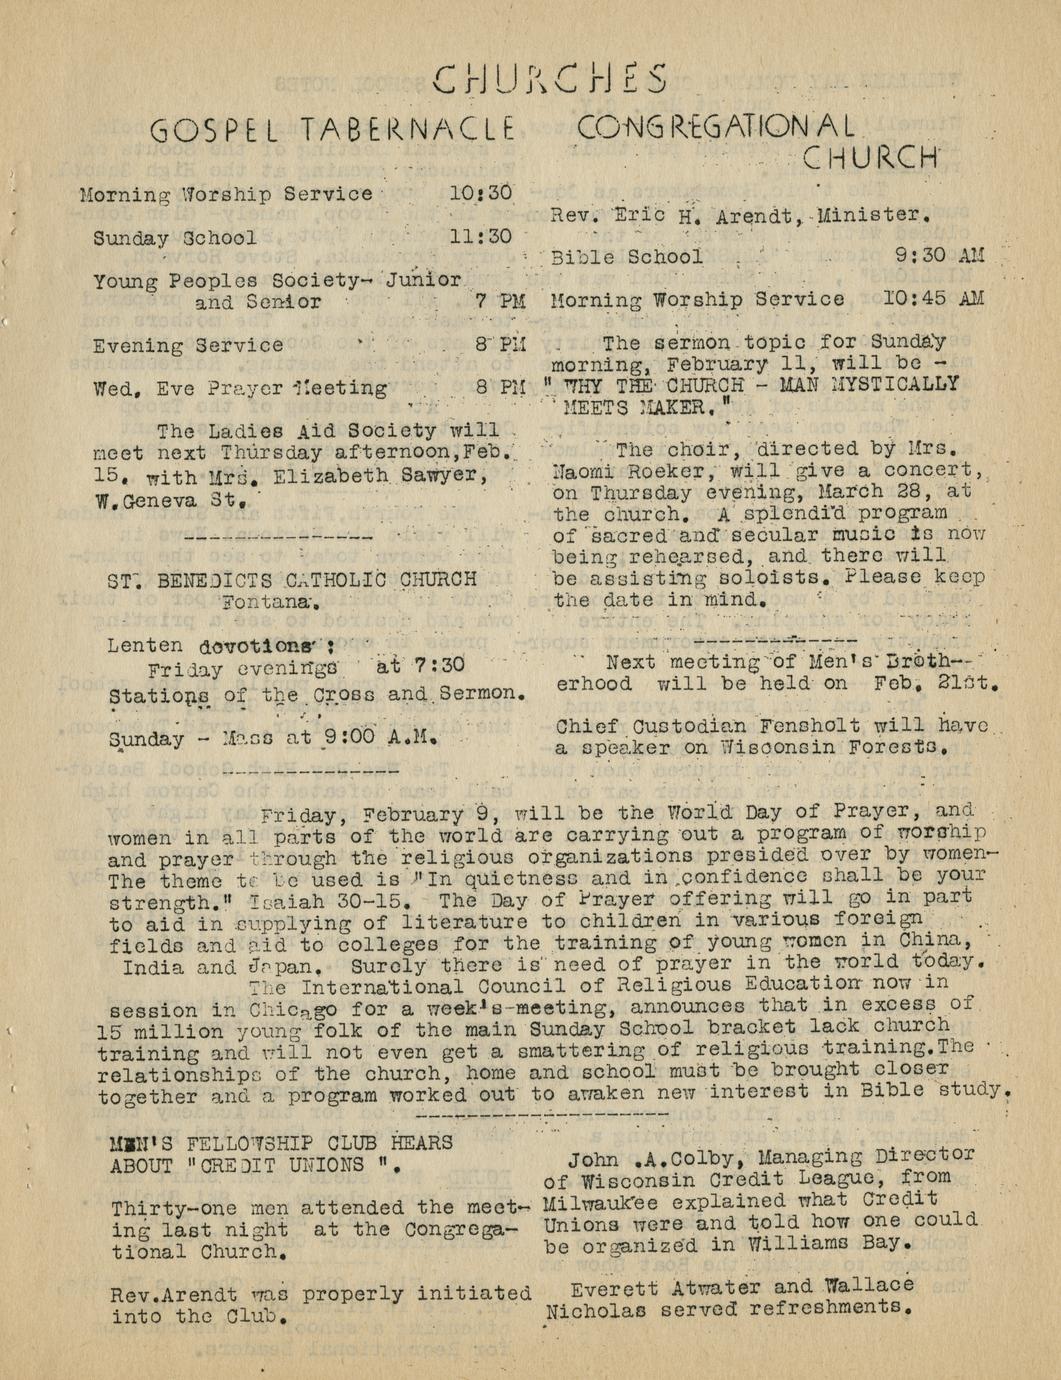 CHURCHES
GOSPEL TABERNACLE
Morning Worship Service 10:30
Sunday School 11:30
Young Peoples Society- Junior
and Senior 7 PM
Evening Service 8 PM
Wed. Eve Prayer Meeting 8 PM
The Ladies Aid Society will
meet next Thursday afternoon,Feb.
15, with Mrs. Elizabeth Sawyer,
W.Geneva St.
ST. BENEDICTS CATHOLIC CHURCH
Fontana.
Lenten devotions :
Friday evenings at 7:30
Stations of the Cross and Sermon.
Sunday - Mass at 9:00 A.M.
CONGREGATIONAL
CHURCH
Rev. Eric H. Arendt, Minister.
Bible School 9:30 AM
Morning Worship Service 10:45 AM
The sermon topic for Sunday
morning, February 11, will be -
" WHY THE CHURCH - MAN MYSTICALLY
MEETS MAKER."
The choir, directed by Mrs.
Naomi Roeker, will give a concert,
on Thursday evening, March 28, at
the church. A splendid program
of sacred and secular music is now
being rehearsed, and there will
be assisting soloists. Please keep
the date in mind.
Next meeting of Men's Broth-
erhood will be held on Feb. 21st.
Chief Custodian Fensholt will have
a speaker on Wisconsin Forests.
Friday, February 9, will be the World Day of Prayer, and
women in all parts of the world are carrying out a program of worship
and prayer through the religious organizations presided over by women-
The theme to be used is "In quietness and in confidence shall be your
strength." Isaiah 30-15. The Day of Prayer offering will go in part
to aid in supplying of literature to children in various foreign
fields and aid to colleges for the training of young women in China,
India and Japan. Surely there is need of prayer in the world today.
The International Council of Religious Education now in
session in Chicago for a week's-meeting, announces that in excess of
15 million young folk of the main Sunday School bracket lack church
training and will not even get a smattering of religious training.The
relationships of the church, home and school must be brought closer
together and a program worked out to awaken new interest in Bible study.
MEN'S FELLOWSHIP CLUB HEARS
ABOUT "CREDIT UNIONS ".
Thirty-one men attended the meet-
ing last night at the Congrega-
tional Church.
Rev.Arendt was properly initiated
into the Club.
John .A.Colby, Managing Director
of Wisconsin Credit League, from
Milwaukee explained what Credit
Unions were and told how one could
be organized in Williams Bay.
Everett Atwater and Wallace
Nicholas served refreshments.